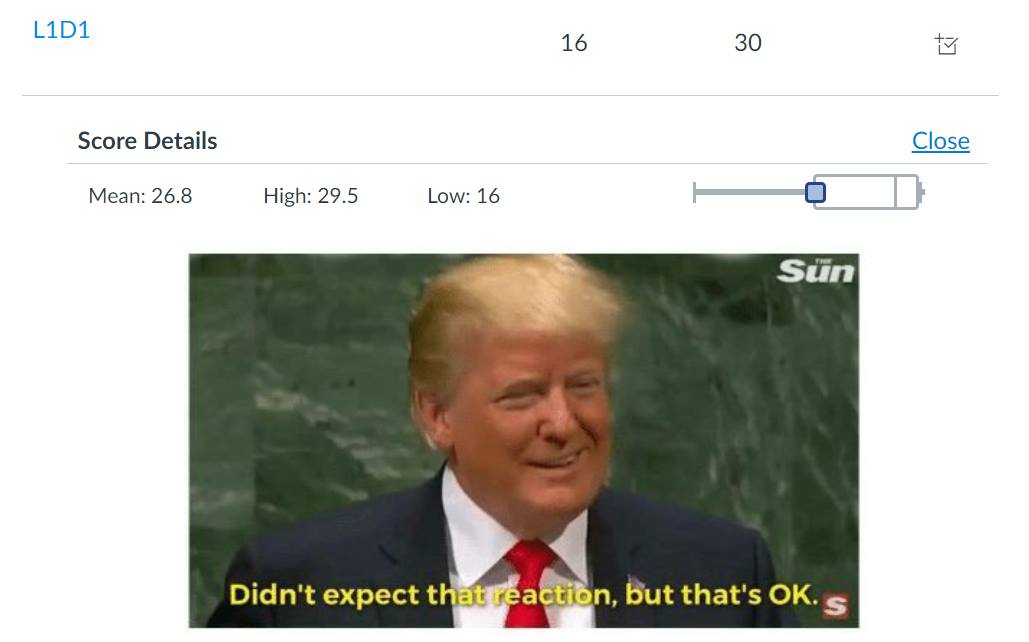 L1D1
16 30
Score Details Close
Mean: 26.8 High: 29.5 Low: 16
THE
Sun
Didn't expect that reaction, but that's OK.
S